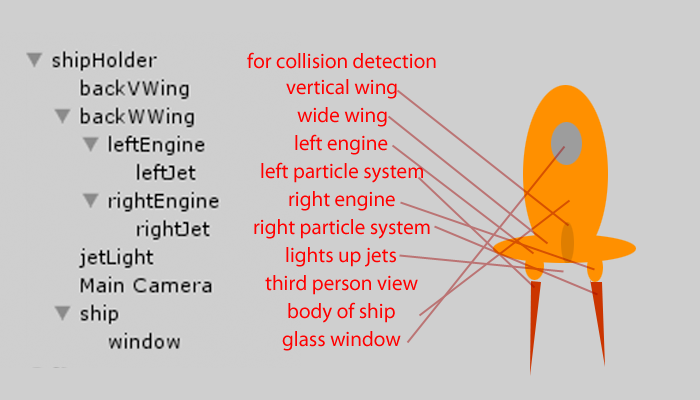 shipHolder for collision detection
backVWing vertical wing
backWWing wide wing
leftEngine left engine
leftJet left particle system
rightEngine right engine
rightJet right particle system
jetLight lights up jets
Main Camera third person view
ship body of ship
window glass window